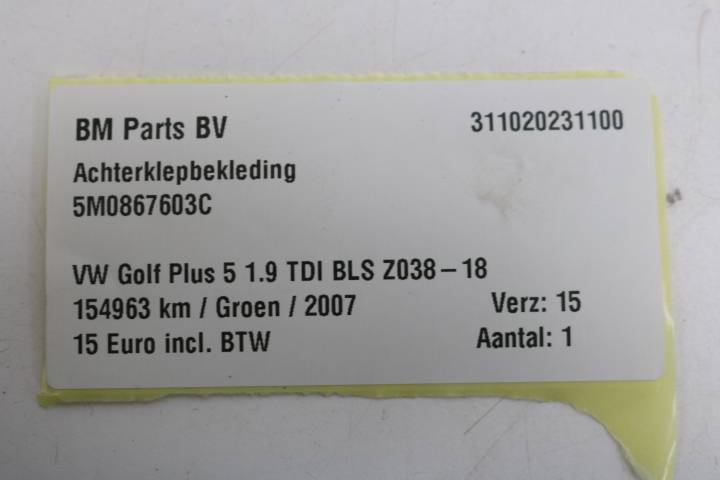 BM Parts BV 311020231100
Achterklepbekleding
5M0867603C
VW Golf Plus 5 1.9 TDI BLS Z038-18
154963 km / Groen / 2007 Verz: 15
15 Euro incl. BTW Aantal: 1